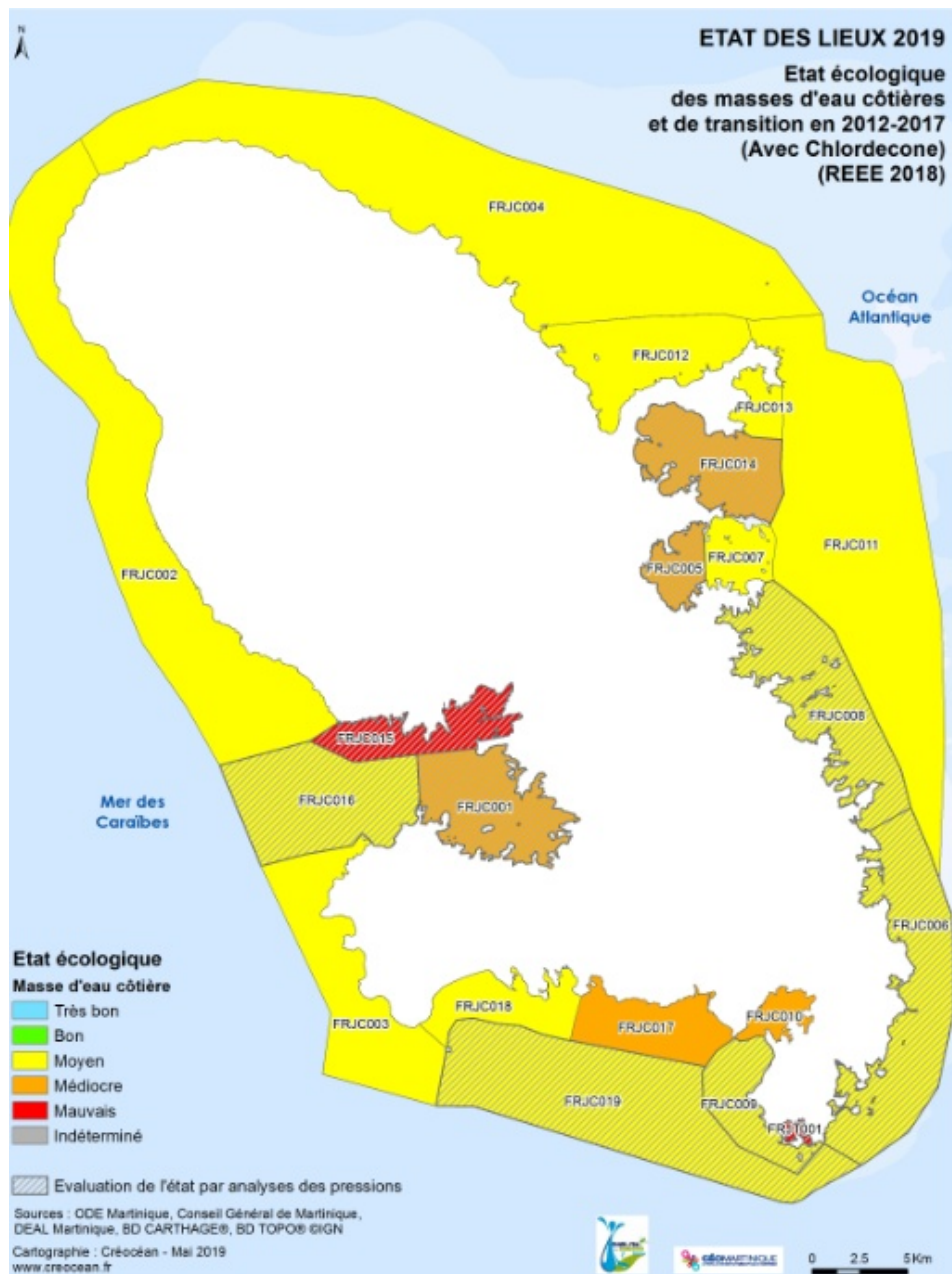 N
ETAT DES LIEUX 2019
Etat écologique
des masses d'eau côtières
et de transition en 2012-2017
(Avec Chlordecone)
(REEE 2018)
FRJC004
Océan
Atlantique
FRJC012
FRJC013
FRJC014
FRJC011
FRJC007
FRJC005
FRJC002
FRJC008
FRJC015
FRJC016
FRJC001
Mer des
Caraïbes
FRJC006
FRJC018
FRJC003
FRJC017
FRJC010
FRJC019
FRJC009
FRJT001
Etat écologique
Masse d'eau côtière
Très bon
Bon
Moyen
Médiocre
Mauvais
Indéterminé
Evaluation de l'état par analyses des pressions
Sources : ODE Martinique, Conseil Général de Martinique,
DEAL Martinique, BD CARTHAGE®, BD TOPO® ©IGN
Cartographie : Créocéan - Mai 2019
www.creocean.fr
GÉOMARTINIQUE
0 2.5 5Km